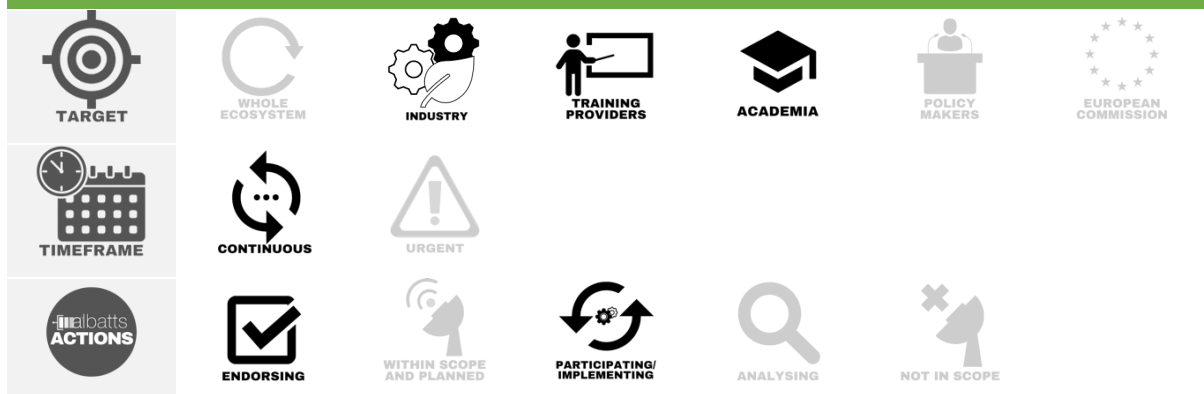 TARGET
WHOLE
ECOSYSTEM
INDUSTRY
TRAINING
PROVIDERS
ACADEMIA
POLICY
MAKERS
EUROPEAN
COMMISSION
TIMEFRAME
CONTINUOUS
URGENT
albatts
ACTIONS
ENDORSING
WITHIN SCOPE
AND PLANNED
PARTICIPATING/
IMPLEMENTING
ANALYSING
NOT IN SCOPE